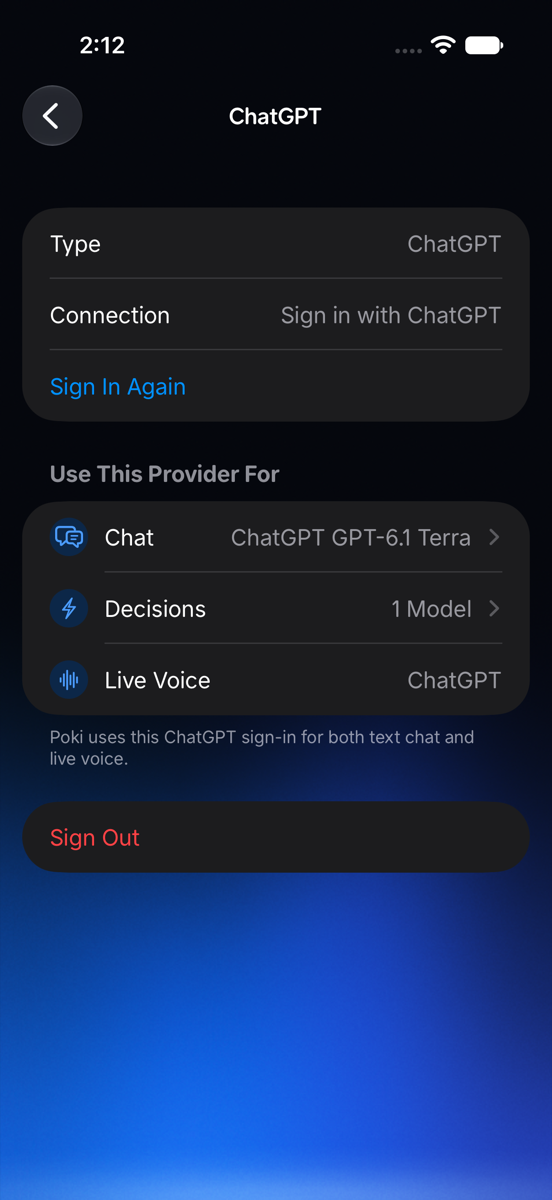 2:12
ChatGPT
Type
ChatGPT
Connection
Sign in with ChatGPT
Sign In Again
Use This Provider For
Chat
ChatGPT GPT-6.1 Terra
Decisions
1 Model
Live Voice
ChatGPT
Poki uses this ChatGPT sign-in for both text chat and
live voice.
Sign Out